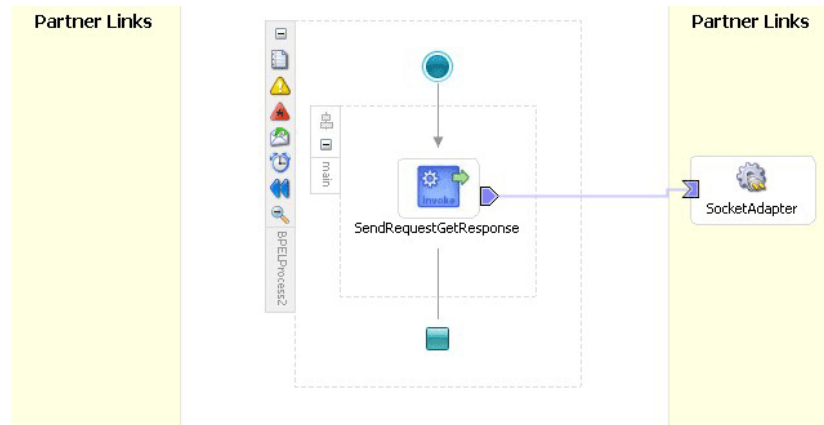 Partner Links
Partner Links
main
invoke
SendRequestGetResponse
SocketAdapter
BPELProcess2